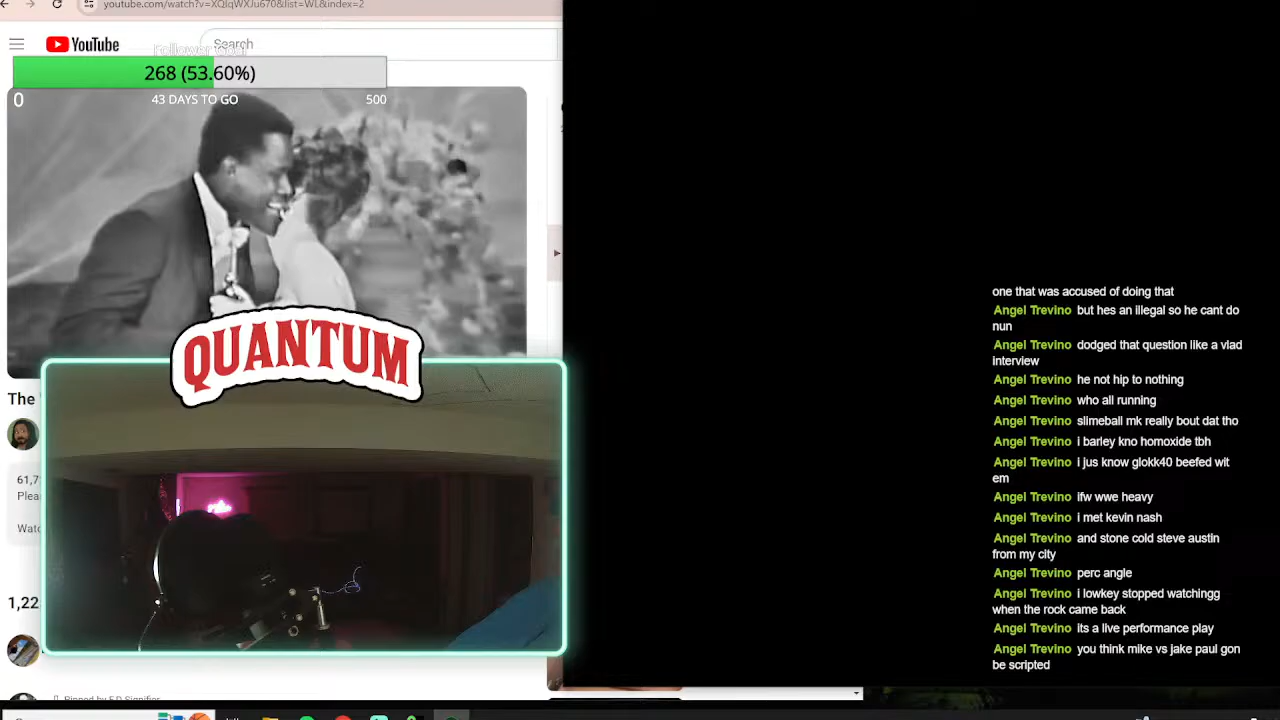 youtube.com/watch?v=XQIqWXJu670&list=WL&index=2
YouTube
Search
268 (53.60%)
0
43 DAYS TO GO
500
QUANTUM
The
61,7
Plea
Watc
1,22
Pinned by F.D Signifier
one that was accused of doing that
Angel Trevino but hes an illegal so he cant do
nun
Angel Trevino dodged that question like a vlad
interview
Angel Trevino he not hip to nothing
Angel Trevino who all running
Angel Trevino slimeball mk really bout dat tho
Angel Trevino i barley kno homoxide tbh
Angel Trevino i jus know glokk40 beefed wit
em
Angel Trevino ifw wwe heavy
Angel Trevino i met kevin nash
Angel Trevino and stone cold steve austin
from my city
Angel Trevino perc angle
Angel Trevino i lowkey stopped watchingg
when the rock came back
Angel Trevino its a live performance play
Angel Trevino you think mike vs jake paul gon
be scripted